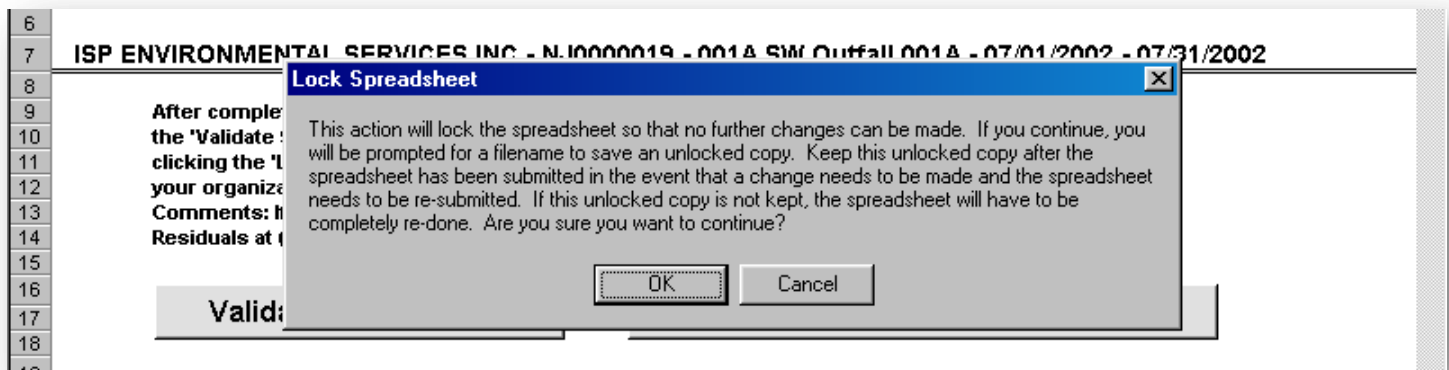 6
7 ISP ENVIRONMENTAL SERVICES INC - NJ0000019 - 001A SW Outfall 001A - 07/01/2002 - 07/31/2002
8
Lock Spreadsheet
9 After comple
10 the 'Validate
11 clicking the 'L
12 your organiza
13 Comments: I
14 Residuals at
This action will lock the spreadsheet so that no further changes can be made. If you continue, you
will be prompted for a filename to save an unlocked copy. Keep this unlocked copy after the
spreadsheet has been submitted in the event that a change needs to be made and the spreadsheet
needs to be re-submitted. If this unlocked copy is not kept, the spreadsheet will have to be
completely re-done. Are you sure you want to continue?
15
16
OK Cancel
17 Valida
18